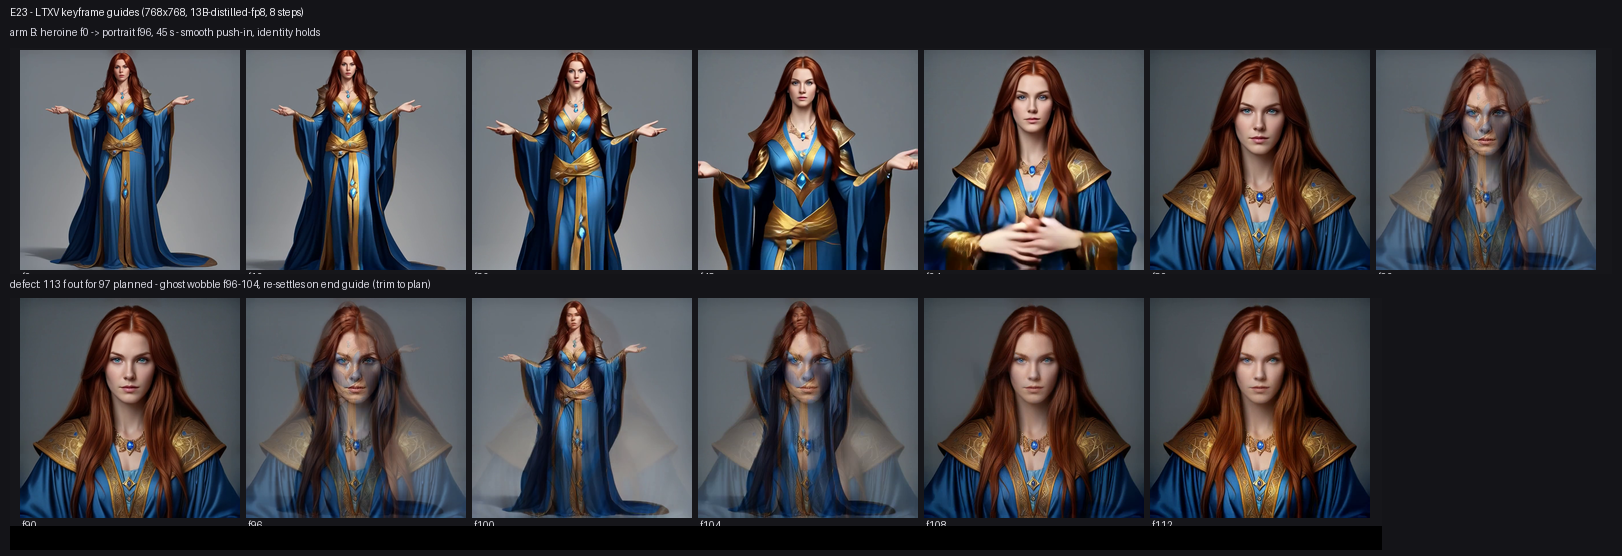 E23 - LTXV keyframe guides (768x768, 13B-distilled-fp8, 8 steps)
arm B: heroine f0 -> portrait f96, 45 s - smooth push-in, identity holds
defect: 113 f out for 97 planned - ghost wobble f96-104, re-settles on end guide (trim to plan)
f90
f96
f100
f104
f108
f112